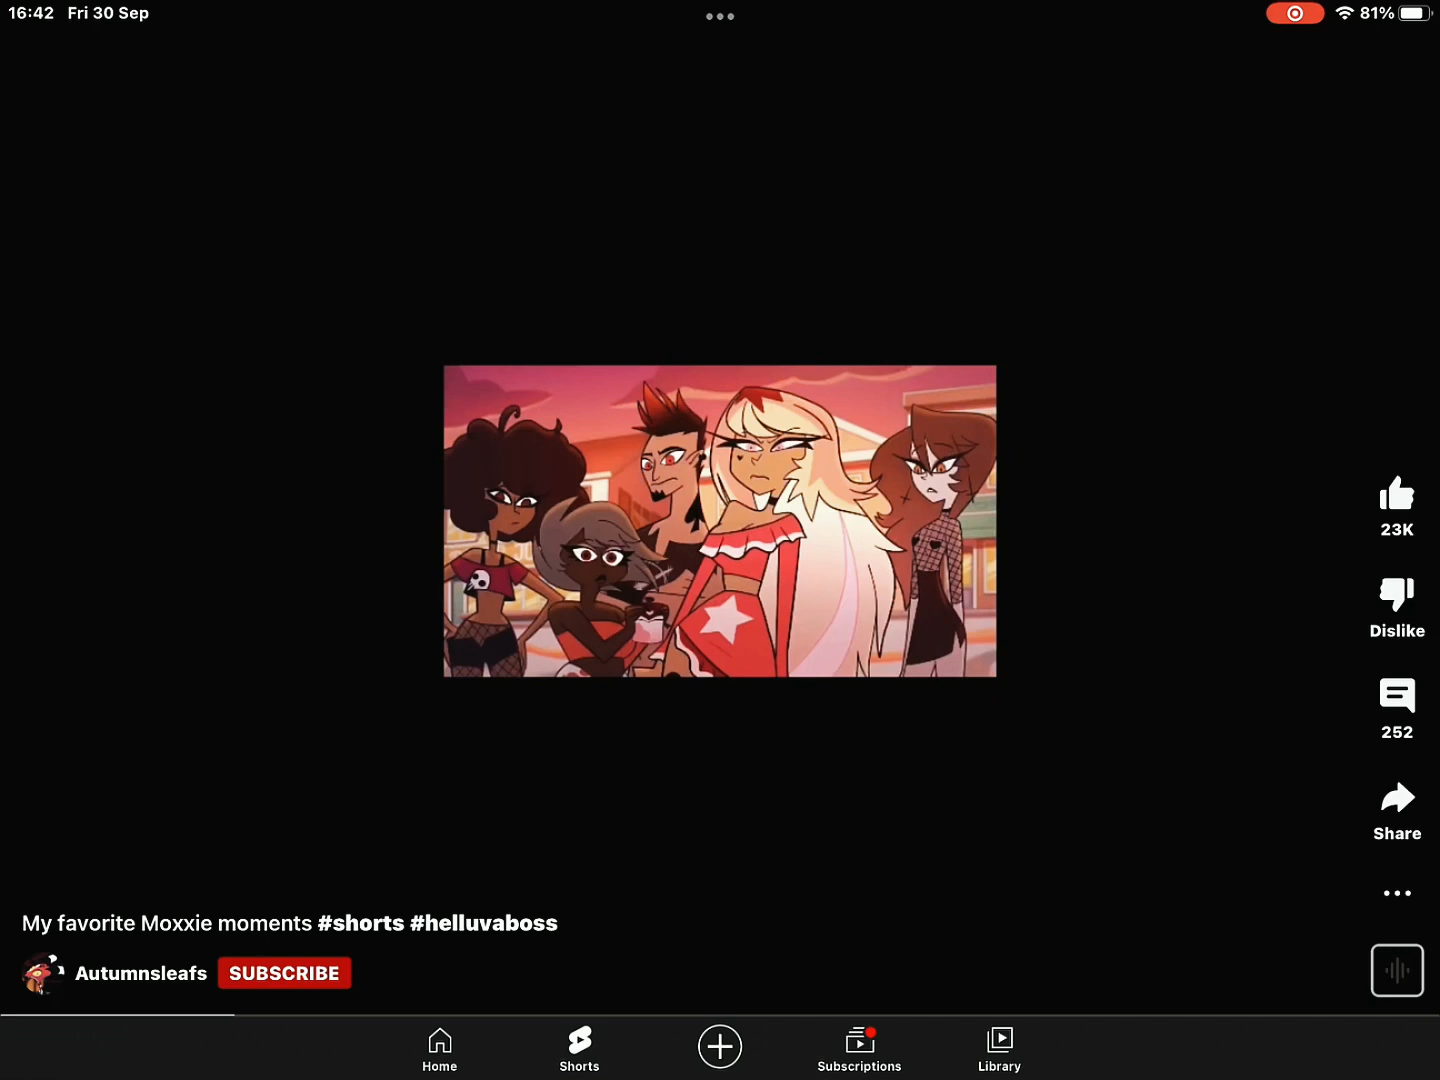 16:42 Fri 30 Sep
81%
23K
Dislike
252
Share
My favorite Moxxie moments #shorts #helluvaboss
Autumnsleafs SUBSCRIBE
Home Shorts Subscriptions Library